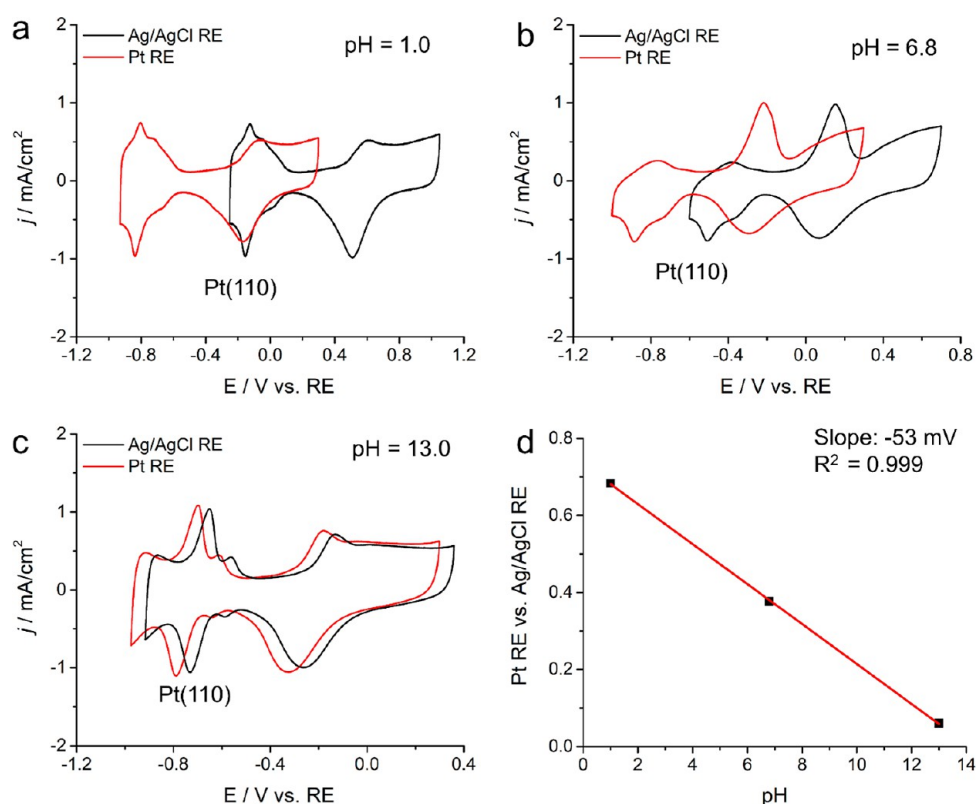 a
Ag/AgCl RE
Pt RE
pH = 1.0
j / mA/cm²
2
1
0
-1
-2
Pt(110)
-1.2 -0.8 -0.4 0.0 0.4 0.8 1.2
E / V vs. RE
b
Ag/AgCl RE
Pt RE
pH = 6.8
j / mA/cm²
2
1
0
-1
-2
Pt(110)
-1.2 -0.8 -0.4 0.0 0.4 0.8
E / V vs. RE
c
Ag/AgCl RE
Pt RE
pH = 13.0
j / mA/cm²
2
1
0
-1
-2
Pt(110)
-1.2 -0.8 -0.4 0.0 0.4
E / V vs. RE
d
Slope: -53 mV
R² = 0.999
Pt RE vs. Ag/AgCl RE
0.8
0.6
0.4
0.2
0.0
0 2 4 6 8 10 12 14
pH